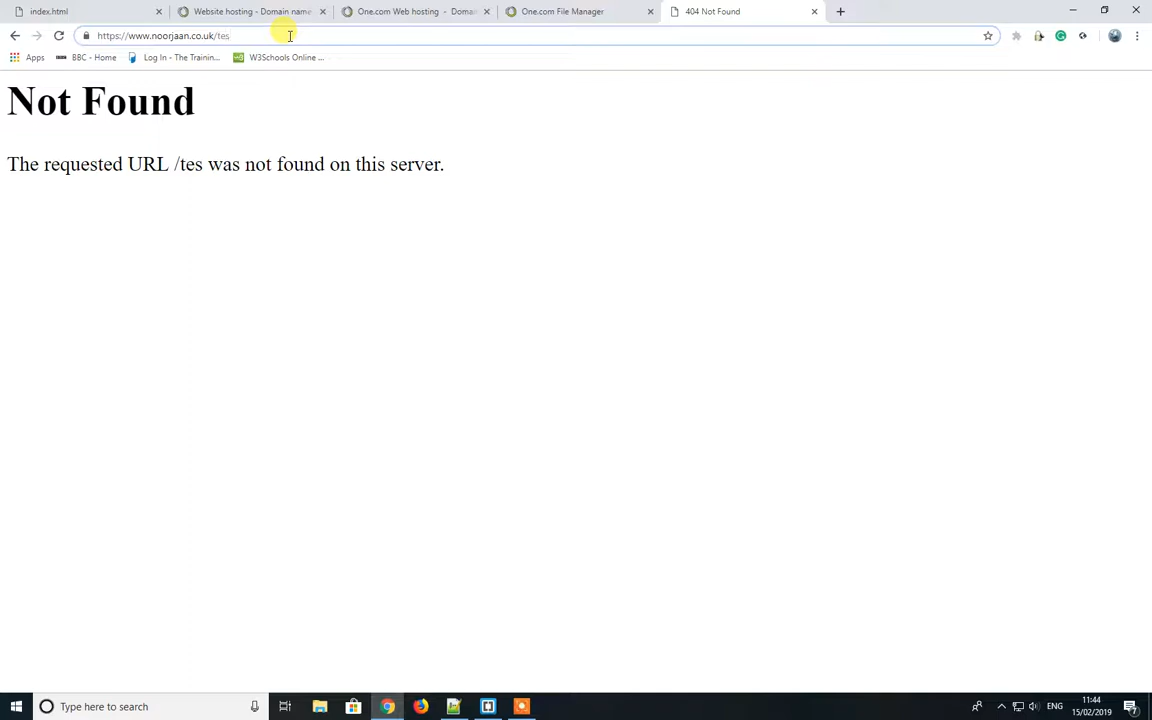 index.html
Website hosting - Domain name
One.com Web hosting - Domai
One.com File Manager
404 Not Found
https://www.noorjaan.co.uk/tes
Apps
BBC - Home
Log In - The Trainin...
W3Schools Online ...
Not Found
The requested URL /tes was not found on this server.
Type here to search
ENG
11:44
15/02/2019
7